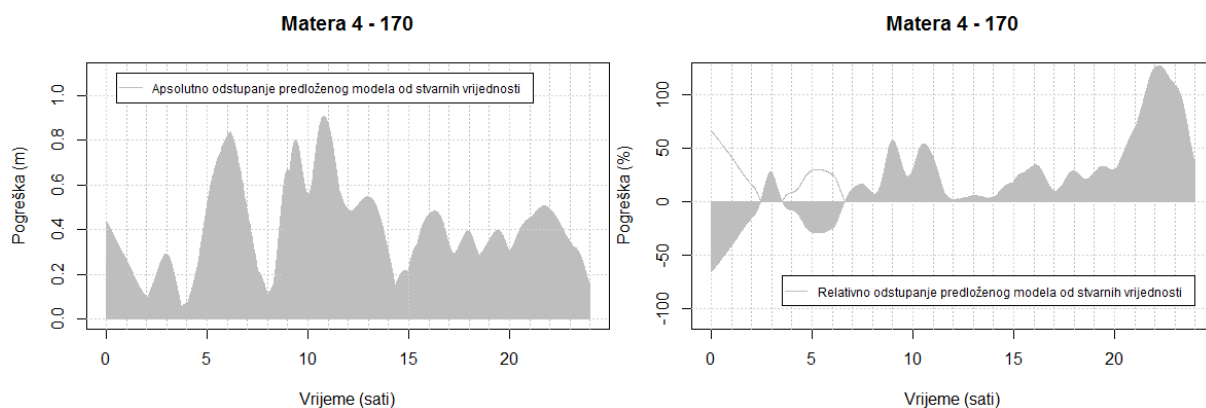 Matera 4 - 170
Apsolutno odstupanje predloženog modela od stvarnih vrijednosti
Pogreška (m)
1.0
0.8
0.6
0.4
0.2
0.0
0 5 10 15 20
Vrijeme (sati)
Matera 4 - 170
Pogreška (%)
100
50
0
-50
-100
Relativno odstupanje predloženog modela od stvarnih vrijednosti
0 5 10 15 20
Vrijeme (sati)